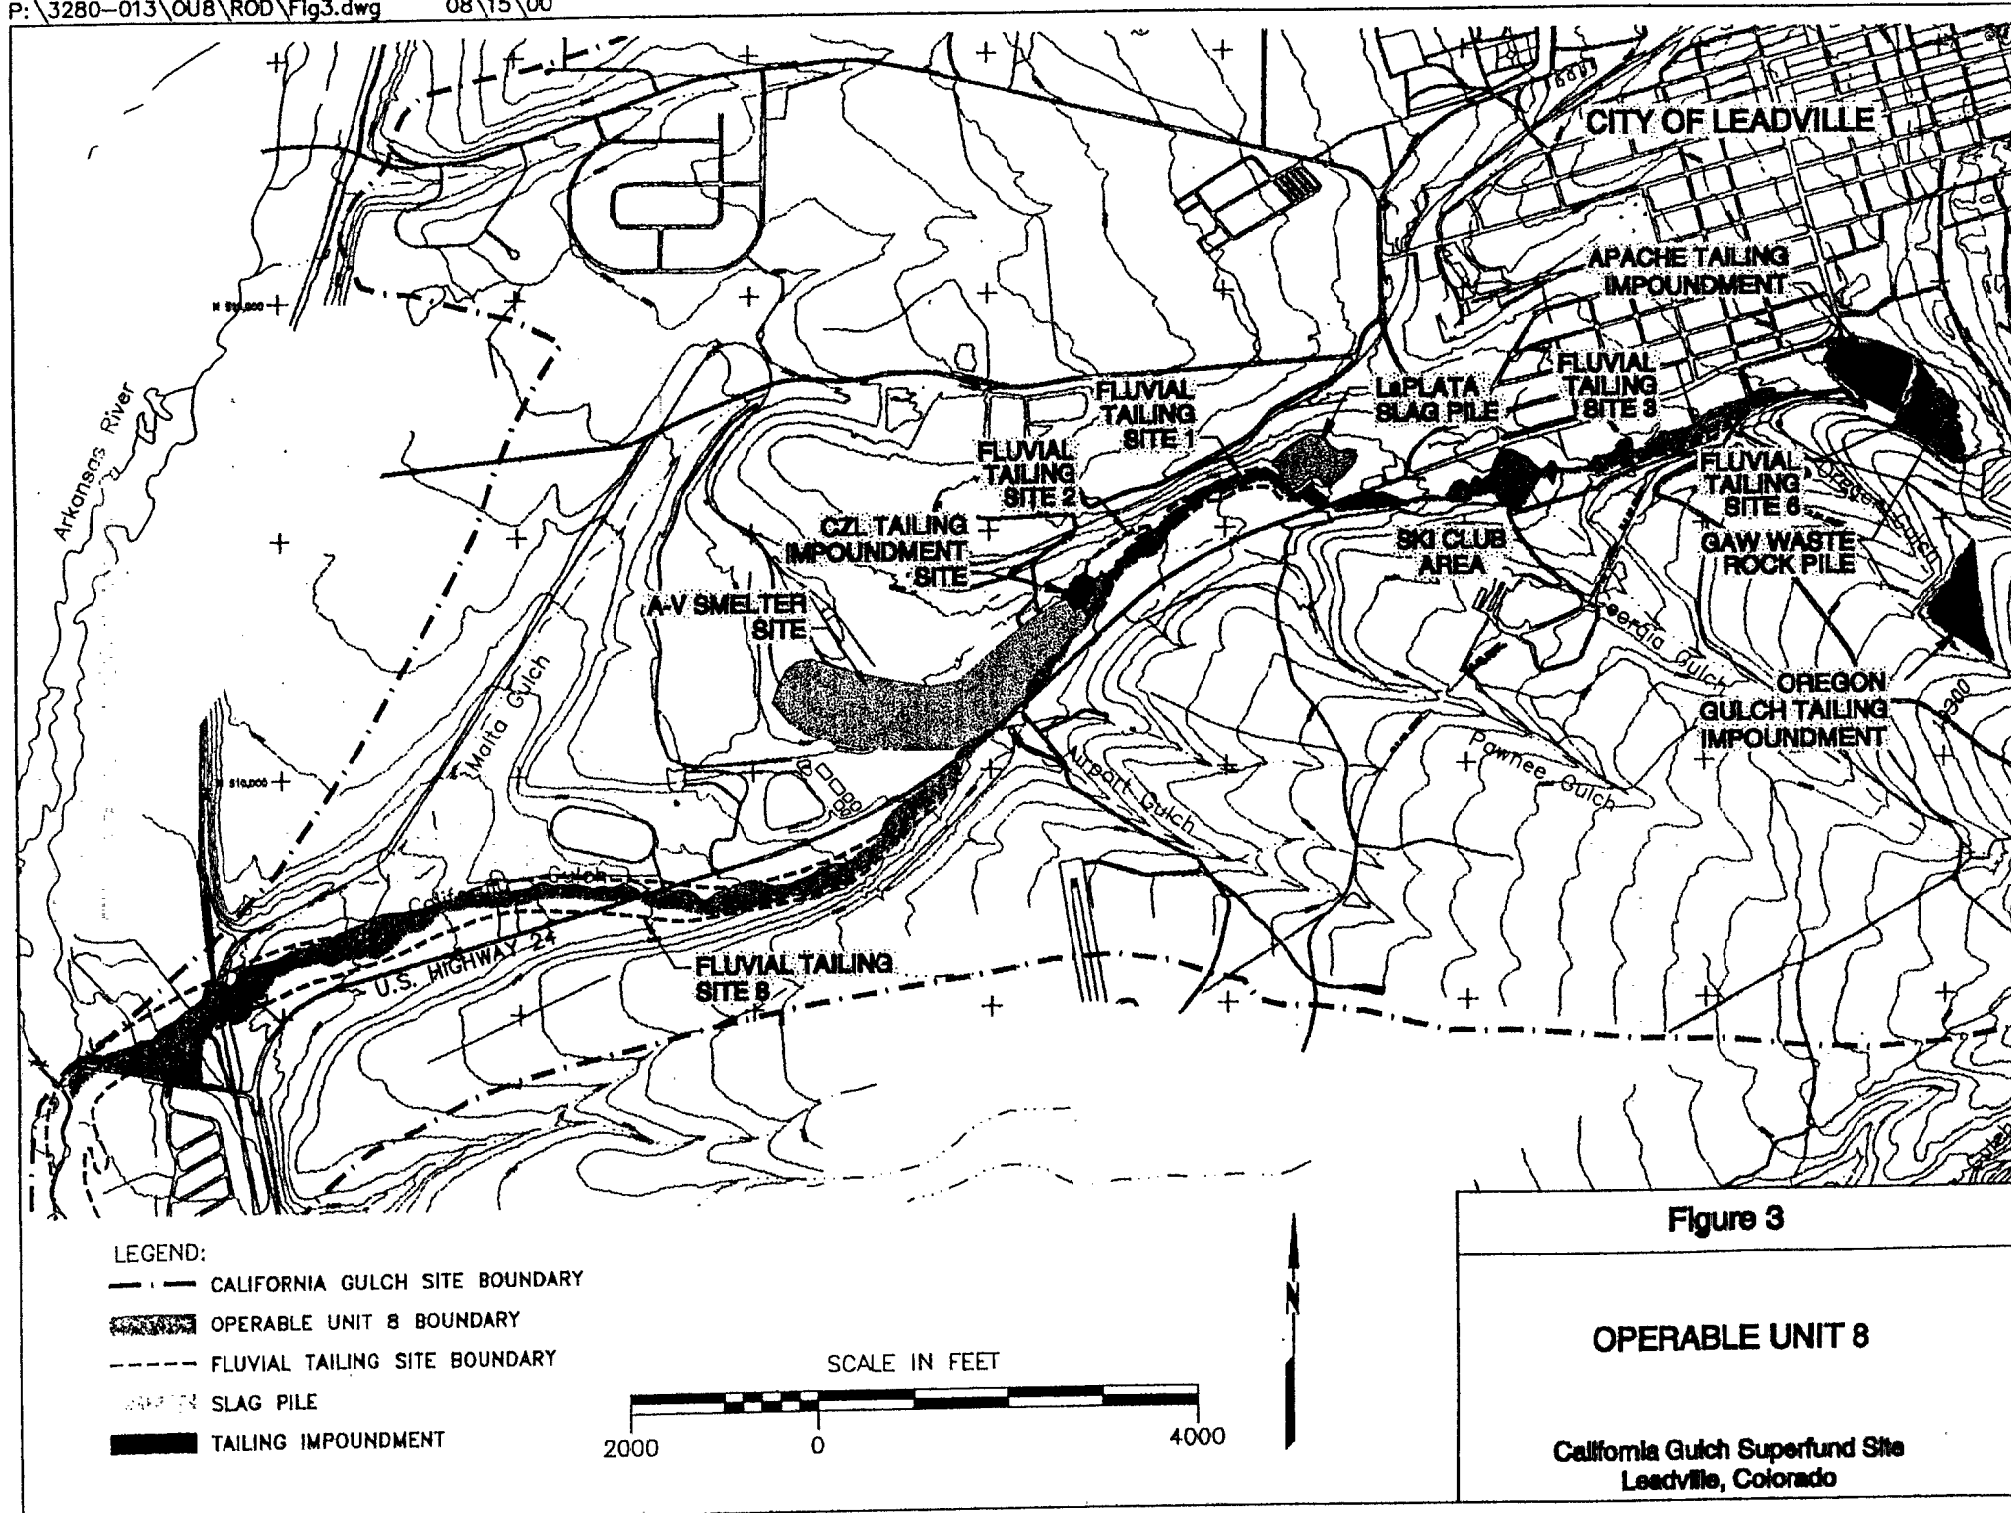 P:\3280-013\OU8\ROD\Fig3.dwg 08\15\00
CITY OF LEADVILLE
APACHE TAILING
IMPOUNDMENT
FLUVIAL
TAILING
SITE 3
LaPLATA
SLAG PILE
FLUVIAL
TAILING
SITE 1
FLUVIAL
TAILING
SITE 2
CZL TAILING
IMPOUNDMENT
SITE
A-V SMELTER
SITE
SKI CLUB
AREA
FLUVIAL
TAILING
SITE 6
GAW WASTE
ROCK PILE
Oregon Gulch
Georgia Gulch
OREGON
GULCH TAILING
IMPOUNDMENT
Pawnee Gulch
Airport Gulch
Malta Gulch
Arkansas River
N 510,000
California Gulch
U.S. HIGHWAY 24
FLUVIAL TAILING
SITE 8
LEGEND:
CALIFORNIA GULCH SITE BOUNDARY
OPERABLE UNIT 8 BOUNDARY
FLUVIAL TAILING SITE BOUNDARY
SLAG PILE
TAILING IMPOUNDMENT
SCALE IN FEET
2000 0 4000
N
Figure 3
OPERABLE UNIT 8
California Gulch Superfund Site
Leadville, Colorado